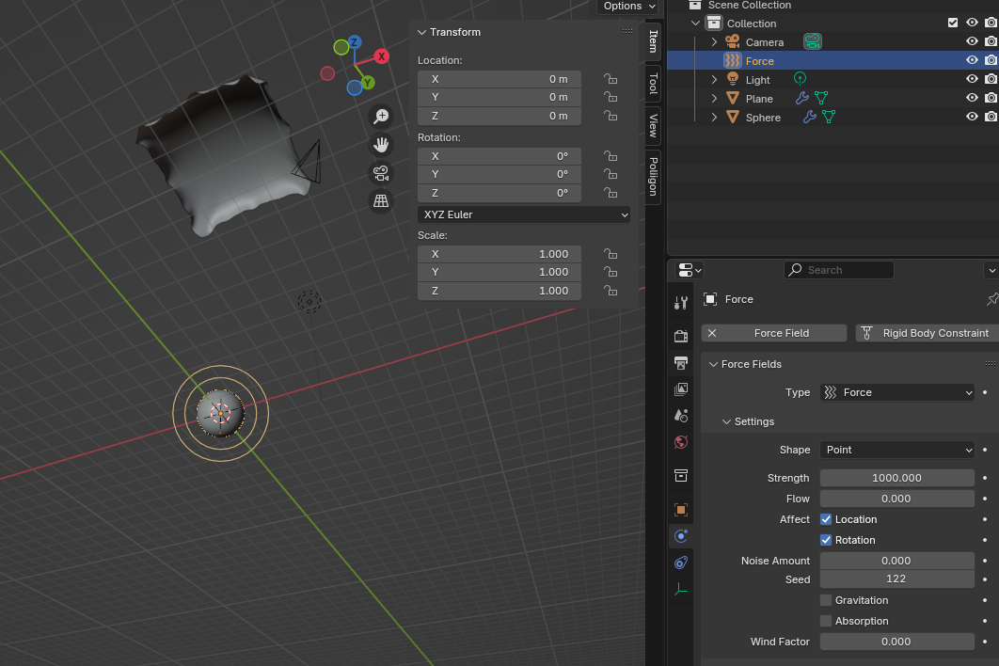 Options
Z
X
Y
Transform
Location:
X 0 m
Y 0 m
Z 0 m
Rotation:
X 0°
Y 0°
Z 0°
XYZ Euler
Scale:
X 1.000
Y 1.000
Z 1.000
Item
Tool
View
Poliigon
Scene Collection
Collection
Camera
Force
Light
Plane
Sphere
Search
Force
Force Field
Rigid Body Constraint
Force Fields
Type Force
Settings
Shape Point
Strength 1000.000
Flow 0.000
Affect Location
Rotation
Noise Amount 0.000
Seed 122
Gravitation
Absorption
Wind Factor 0.000